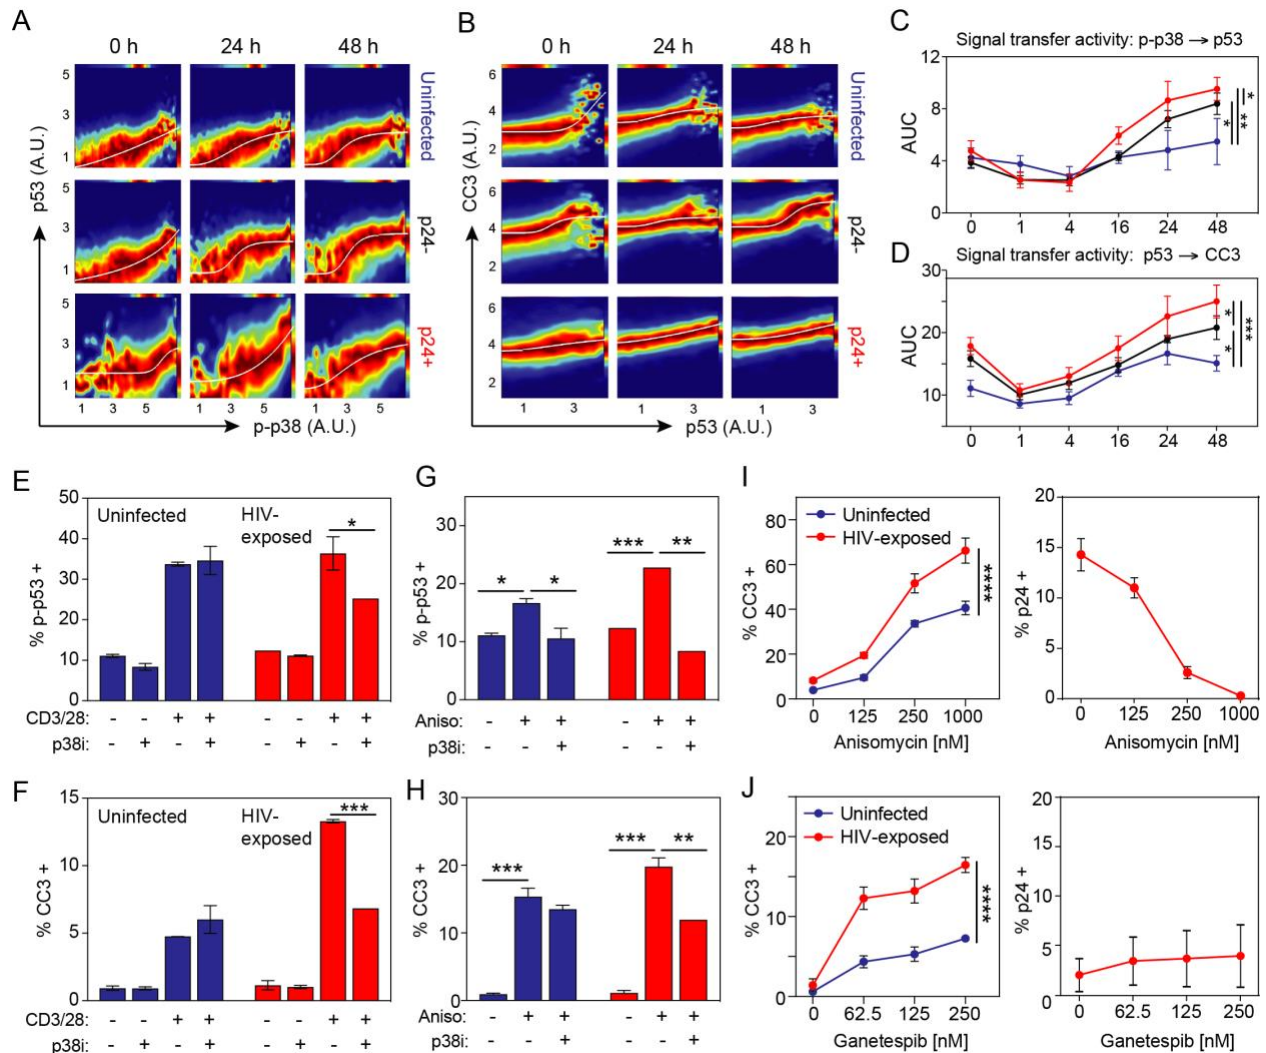 A
0 h 24 h 48 h
5
3
1
Uninfected
3
1
p24-
5
3
1
p24+
1 3 5 1 3 5 1 5
p53 (A.U.)
p-p38 (A.U.)
B
0 h 24 h 48 h
6
4
2
Uninfected
6
4
2
p24-
6
4
2
p24+
1 3 1 3 1 3
CC3 (A.U.)
p53 (A.U.)
C
Signal transfer activity: p-p38 → p53
12
8
4
0
AUC
* ** *
0 1 4 16 24 48
D
Signal transfer activity: p53 → CC3
30
20
10
AUC
* * ***
0 1 4 16 24 48
E
50
40
30
20
10
0
% p-p53 +
Uninfected
HIV-
exposed
*
CD3/28: - - + + - - + +
p38i: - + - + - + - +
F
15
10
5
0
% CC3 +
Uninfected
HIV-
exposed
***
CD3/28: - - + + - - + +
p38i: - + - + - + - +
G
30
20
10
0
% p-p53 +
* * *** **
Aniso: - + + - + +
p38i: - - + - - +
H
30
20
10
0
% CC3 +
*** *** **
Aniso: - + + - + +
p38i: - - + - - +
I
80
60
40
20
0
% CC3 +
Uninfected
HIV-exposed
****
0 125 250 1000
Anisomycin [nM]
20
15
10
5
0
% p24 +
0 125 250 1000
Anisomycin [nM]
J
20
10
0
% CC3 +
Uninfected
HIV-exposed
****
0 62.5 125 250
Ganetespib [nM]
20
15
10
5
0
% p24 +
0 62.5 125 250
Ganetespib [nM]